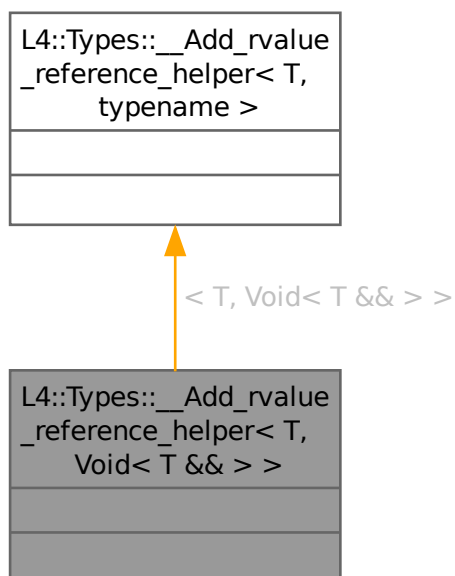 L4::Types::__Add_rvalue
_reference_helper< T,
typename >
< T, Void< T && > >
L4::Types::__Add_rvalue
_reference_helper< T,
Void< T && > >